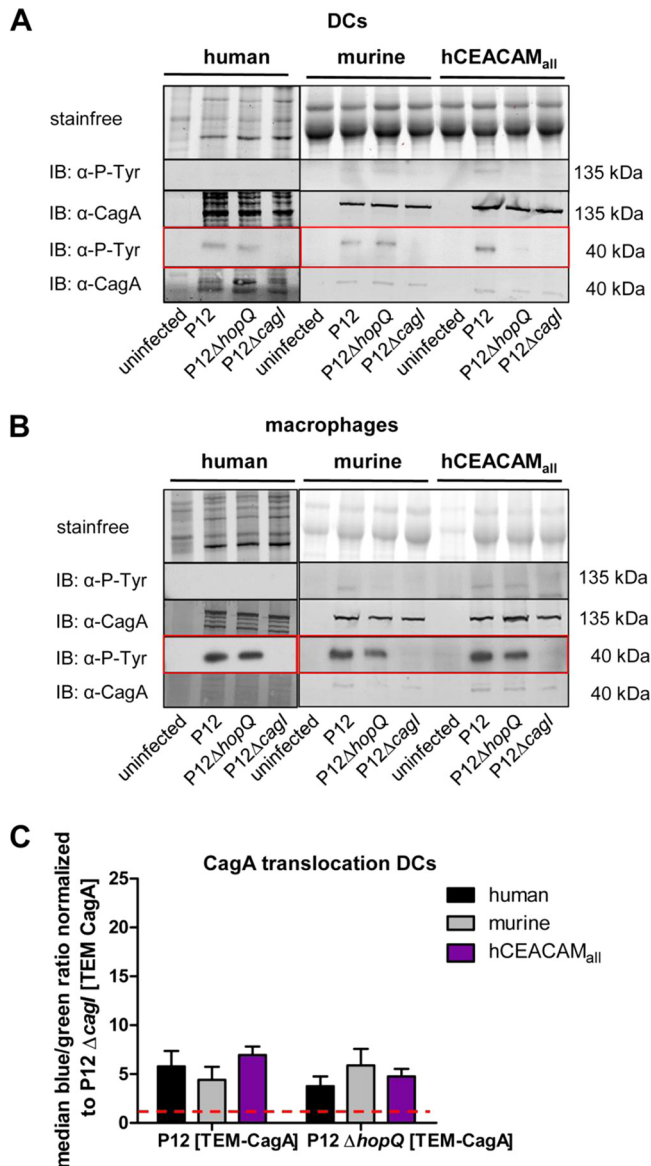 A
DCs
human murine hCEACAMall
stainfree
IB: α-P-Tyr 135 kDa
IB: α-CagA 135 kDa
IB: α-P-Tyr 40 kDa
IB: α-CagA 40 kDa
uninfected P12 P12ΔhopQ P12ΔcagI uninfected P12 P12ΔhopQ P12ΔcagI uninfected P12 P12ΔhopQ P12ΔcagI
B
macrophages
human murine hCEACAMall
stainfree
IB: α-P-Tyr 135 kDa
IB: α-CagA 135 kDa
IB: α-P-Tyr 40 kDa
IB: α-CagA 40 kDa
uninfected P12 P12ΔhopQ P12ΔcagI uninfected P12 P12ΔhopQ P12ΔcagI uninfected P12 P12ΔhopQ P12ΔcagI
C
CagA translocation DCs
median blue/green ratio normalized
to P12 ΔcagI [TEM CagA]
25
20
15
10
5
0
human
murine
hCEACAMall
P12 [TEM-CagA] P12 ΔhopQ [TEM-CagA]